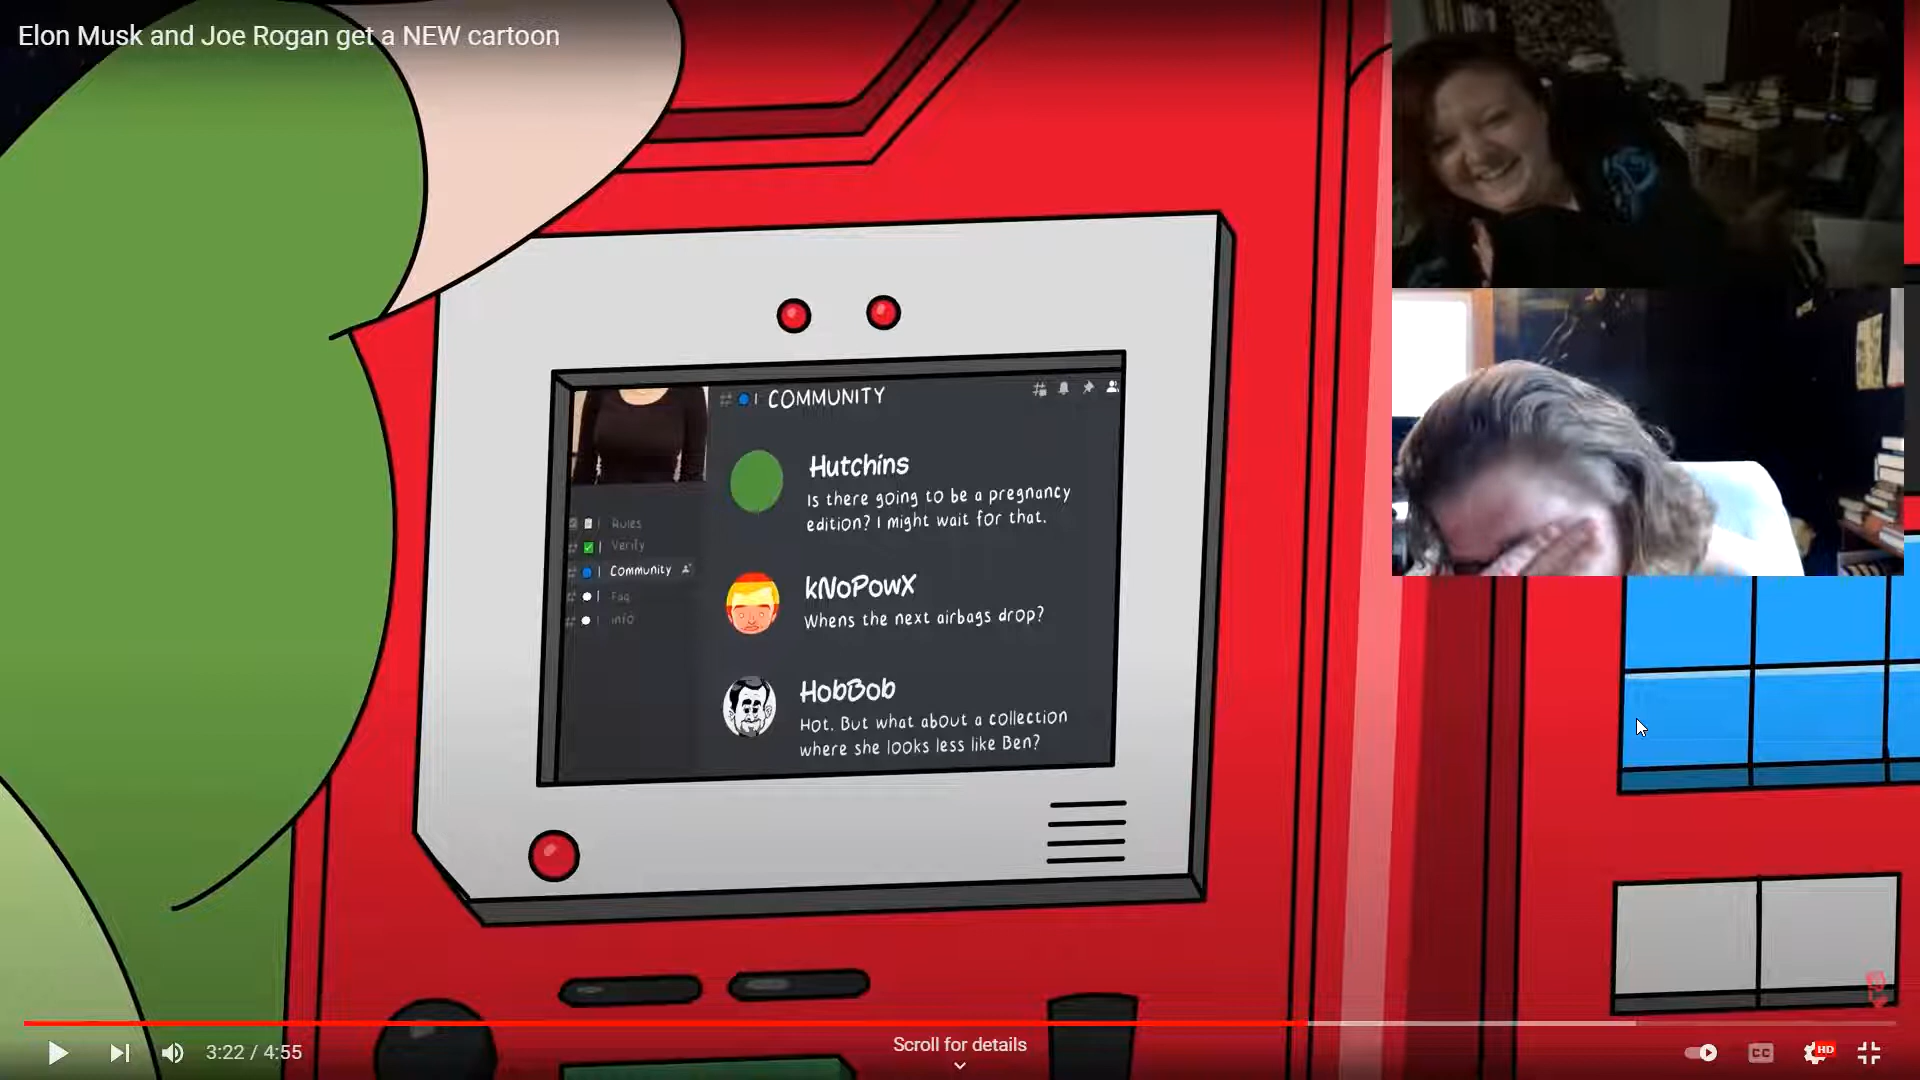 Elon Musk and Joe Rogan get a NEW cartoon
COMMUNITY
Hutchins
Is there going to be a pregnancy
edition? I might wait for that.
Rules
Verify
Community
Faq
info
kNoPowX
Whens the next airbags drop?
HobBob
Hot. But what about a collection
where she looks less like Ben?
3:22 / 4:55
Scroll for details
CC
HD